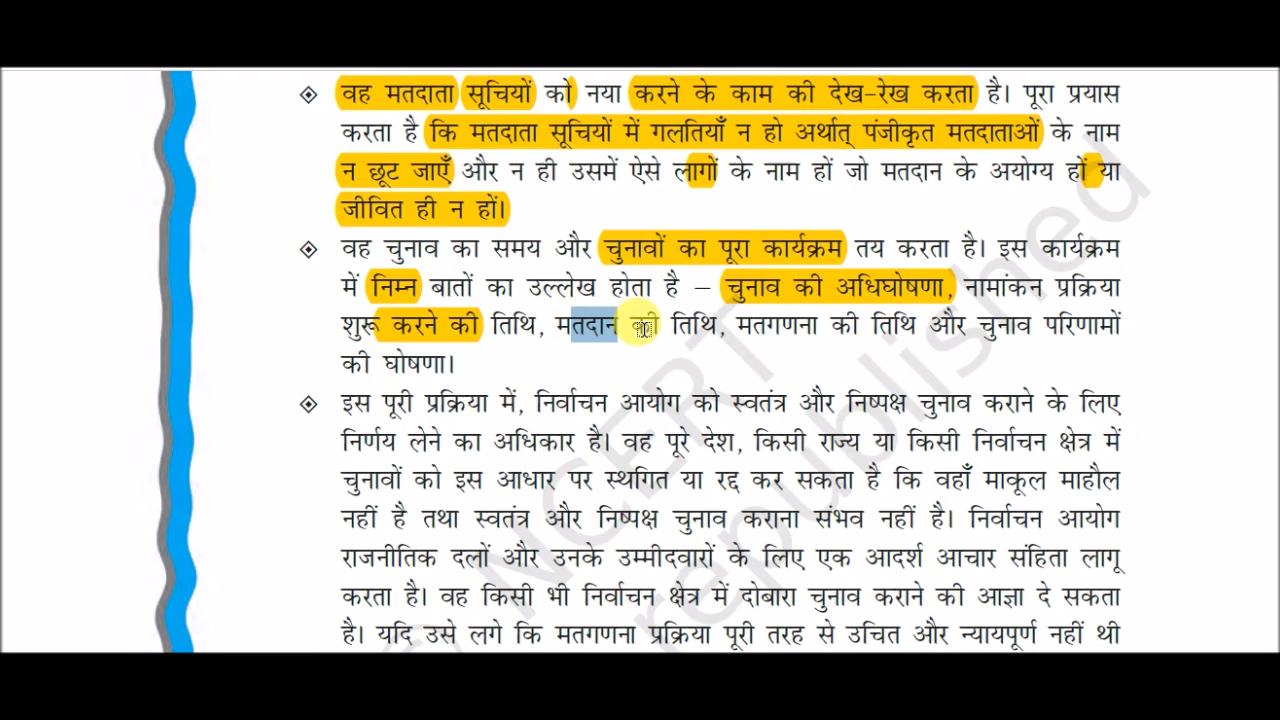 वह मतदाता सूचियों को नया करने के काम की देख-रेख करता है। पूरा प्रयास
करता है कि मतदाता सूचियों में गलतियाँ न हो अर्थात् पंजीकृत मतदाताओं के नाम
न छूट जाएँ और न ही उसमें ऐसे लागों के नाम हों जो मतदान के अयोग्य हों या
जीवित ही न हों।
वह चुनाव का समय और चुनावों का पूरा कार्यक्रम तय करता है। इस कार्यक्रम
में निम्न बातों का उल्लेख होता है – चुनाव की अधिघोषणा, नामांकन प्रक्रिया
शुरू करने की तिथि, मतदान की तिथि, मतगणना की तिथि और चुनाव परिणामों
की घोषणा।
इस पूरी प्रक्रिया में, निर्वाचन आयोग को स्वतंत्र और निष्पक्ष चुनाव कराने के लिए
निर्णय लेने का अधिकार है। वह पूरे देश, किसी राज्य या किसी निर्वाचन क्षेत्र में
चुनावों को इस आधार पर स्थगित या रद्द कर सकता है कि वहाँ माकूल माहौल
नहीं है तथा स्वतंत्र और निष्पक्ष चुनाव कराना संभव नहीं है। निर्वाचन आयोग
राजनीतिक दलों और उनके उम्मीदवारों के लिए एक आदर्श आचार संहिता लागू
करता है। वह किसी भी निर्वाचन क्षेत्र में दोबारा चुनाव कराने की आज्ञा दे सकता
है। यदि उसे लगे कि मतगणना प्रक्रिया पूरी तरह से उचित और न्यायपूर्ण नहीं थी
© NCERT
republished